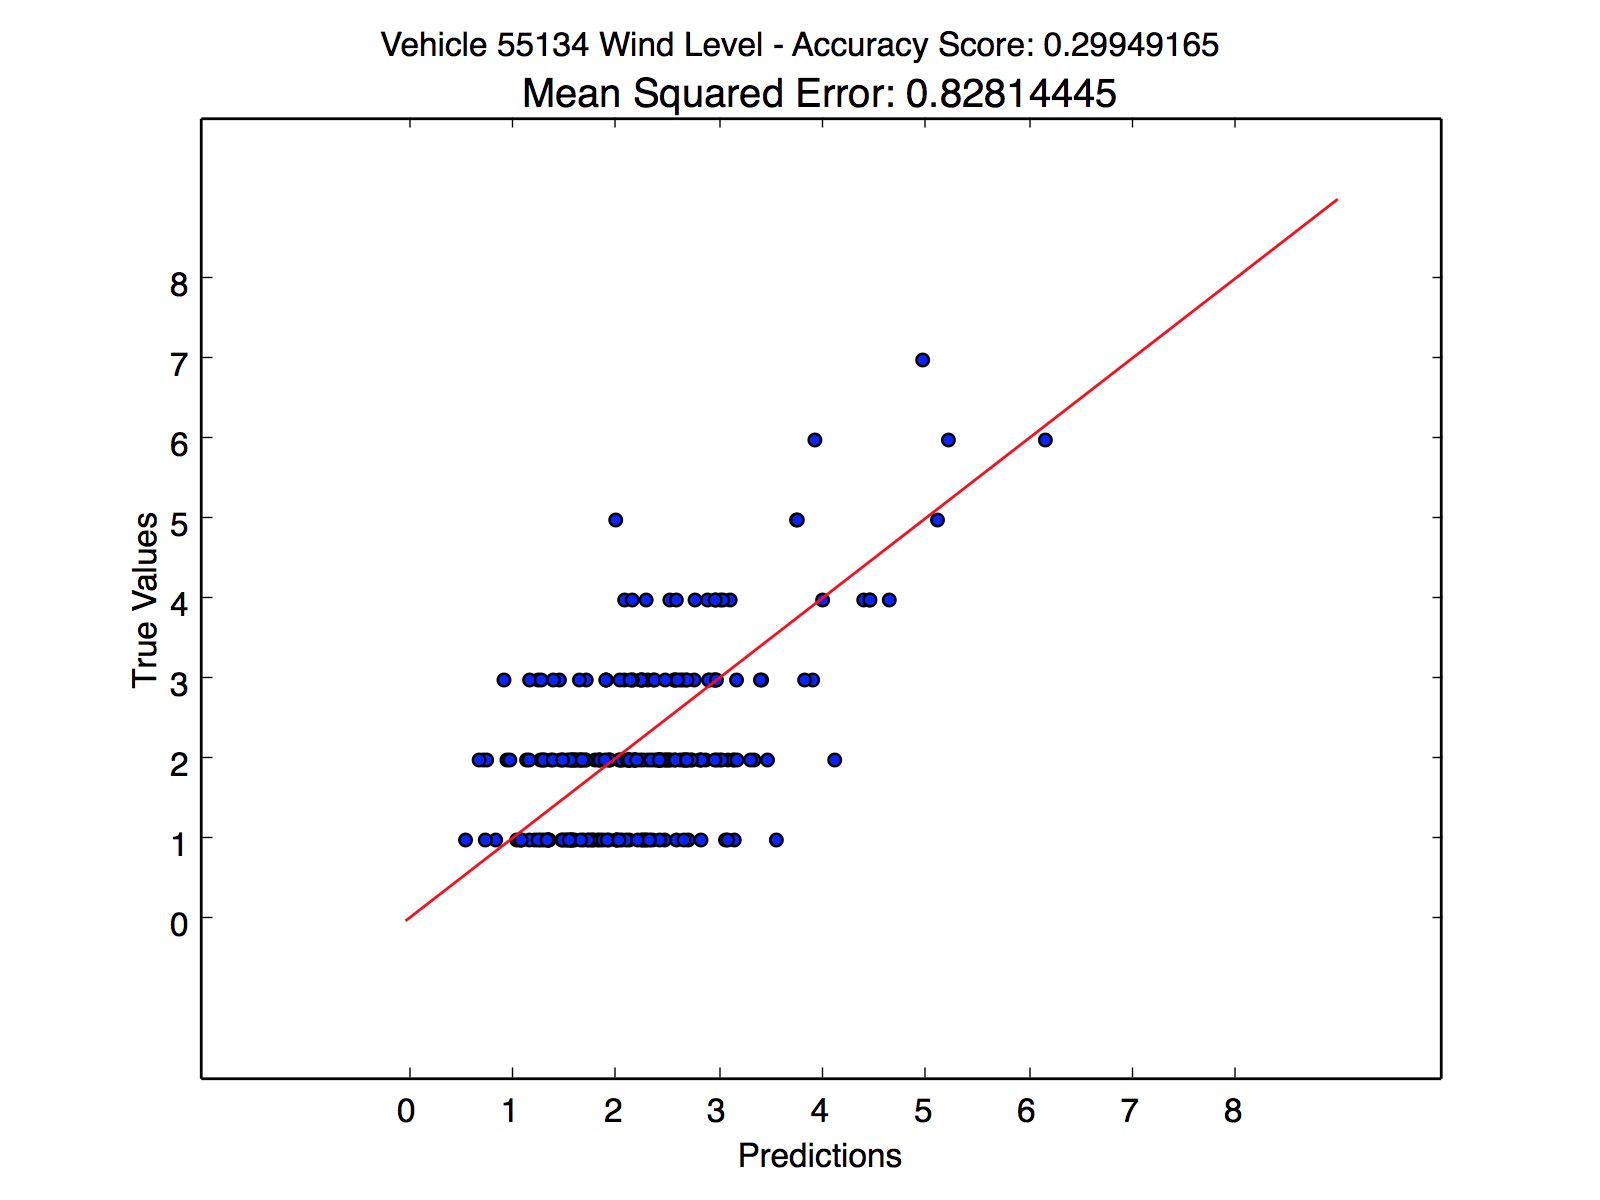 Vehicle 55134 Wind Level - Accuracy Score: 0.29949165
Mean Squared Error: 0.82814445
8
7
6
5
4
3
2
1
0
True Values
0 1 2 3 4 5 6 7 8
Predictions